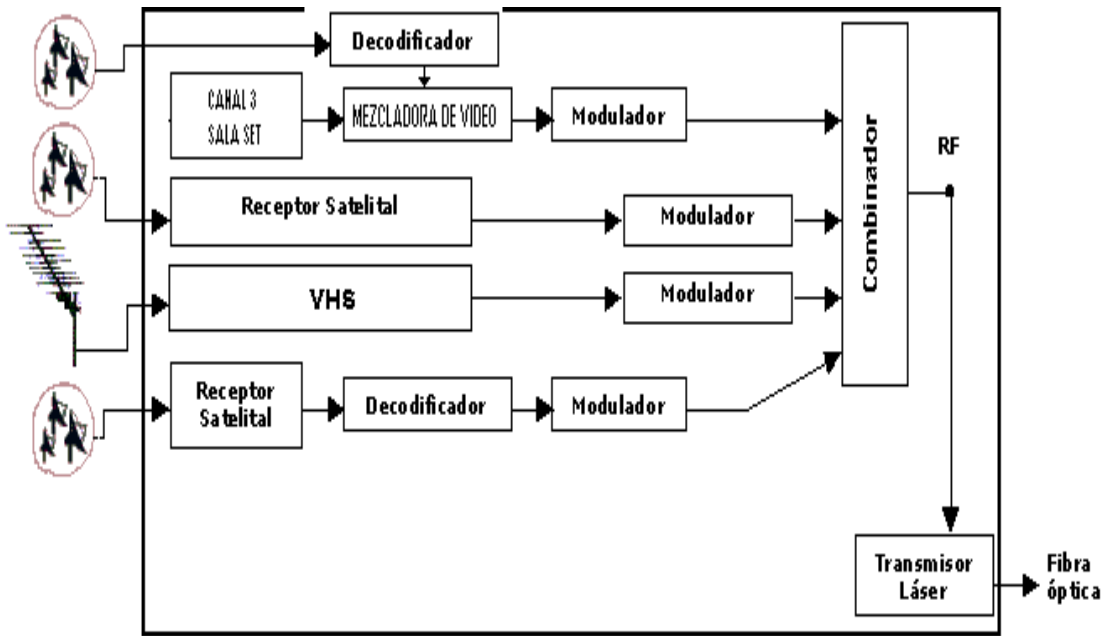 Decodificador
CANAL 3
SALA SET
MEZCLADORA DE VIDEO
Modulador
Receptor Satelital
Modulador
VHS
Modulador
Receptor
Satelital
Decodificador
Modulador
Combinador
RF
Transmisor
Láser
Fibra
óptica